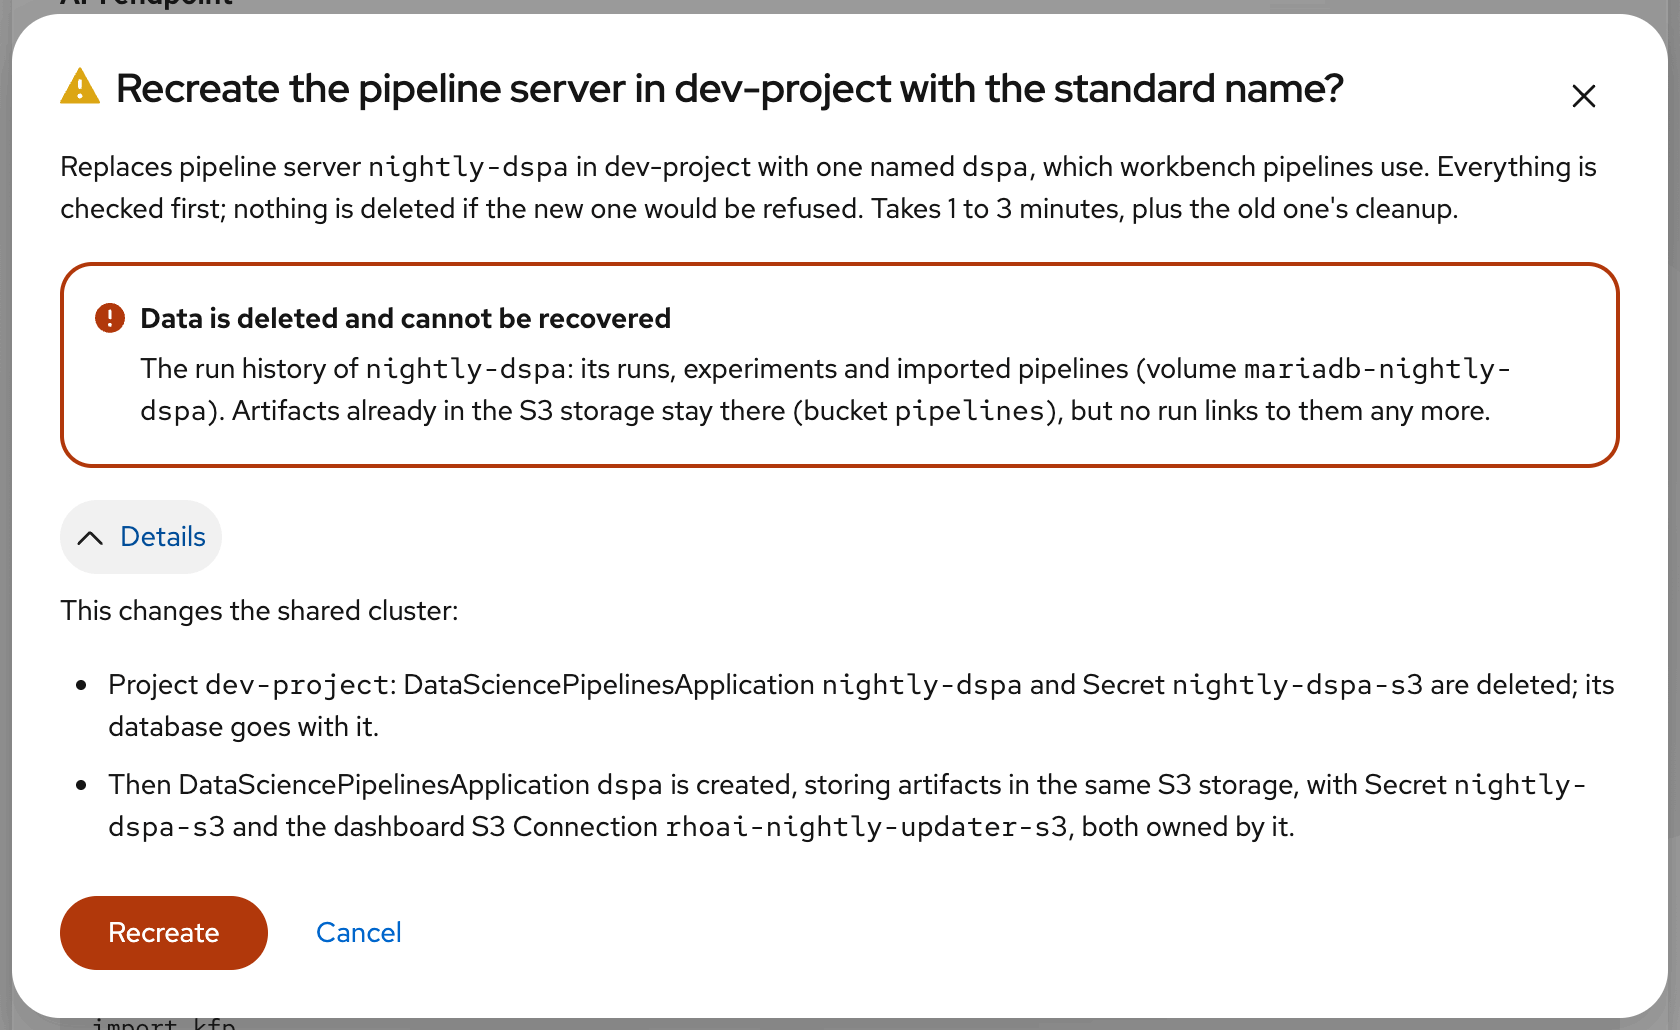 API endpoint
Recreate the pipeline server in dev-project with the standard name?
Replaces pipeline server nightly-dspa in dev-project with one named dspa, which workbench pipelines use. Everything is
checked first; nothing is deleted if the new one would be refused. Takes 1 to 3 minutes, plus the old one's cleanup.
Data is deleted and cannot be recovered
The run history of nightly-dspa: its runs, experiments and imported pipelines (volume mariadb-nightly-
dspa). Artifacts already in the S3 storage stay there (bucket pipelines), but no run links to them any more.
Details
This changes the shared cluster:
Project dev-project: DataSciencePipelinesApplication nightly-dspa and Secret nightly-dspa-s3 are deleted; its
database goes with it.
Then DataSciencePipelinesApplication dspa is created, storing artifacts in the same S3 storage, with Secret nightly-
dspa-s3 and the dashboard S3 Connection rhoai-nightly-updater-s3, both owned by it.
Recreate Cancel
import kfp